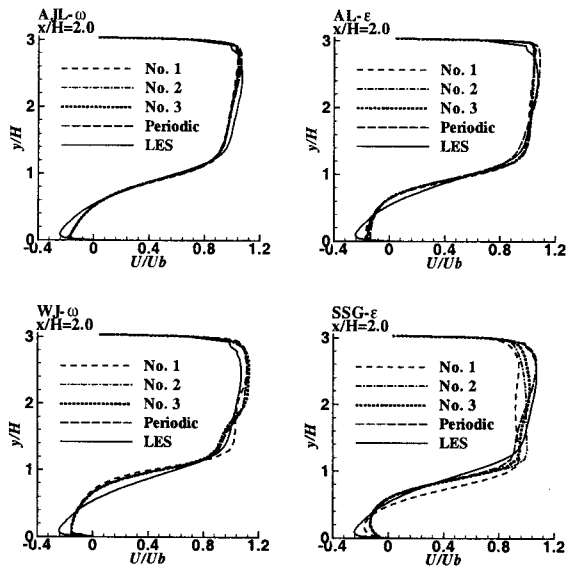 AJL-ω
x/H=2.0
3
2
1
0
y/H
No. 1
No. 2
No. 3
Periodic
LES
-0.4 0 0.4 0.8 1.2
U/Ub
AL-ε
x/H=2.0
3
2
1
0
y/H
No. 1
No. 2
No. 3
Periodic
LES
-0.4 0 0.4 0.8 1.2
U/Ub
WJ-ω
x/H=2.0
3
2
1
0
y/H
No. 1
No. 2
No. 3
Periodic
LES
-0.4 0 0.4 0.8 1.2
U/Ub
SSG-ε
x/H=2.0
3
2
1
0
y/H
No. 1
No. 2
No. 3
Periodic
LES
-0.4 0 0.4 0.8 1.2
U/Ub